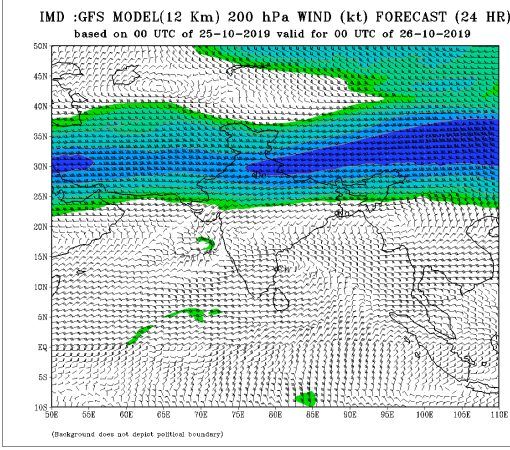 IMD :GFS MODEL(12 Km) 200 hPa WIND (kt) FORECAST (24 HR)
based on 00 UTC of 25-10-2019 valid for 00 UTC of 26-10-2019
50N
45N
40N
35N
30N
25N
20N
15N
10N
5N
EQ
5S
10S
50E 55E 60E 65E 70E 75E 80E 85E 90E 95E 100E 105E 110E
(Background does not depict political boundary)